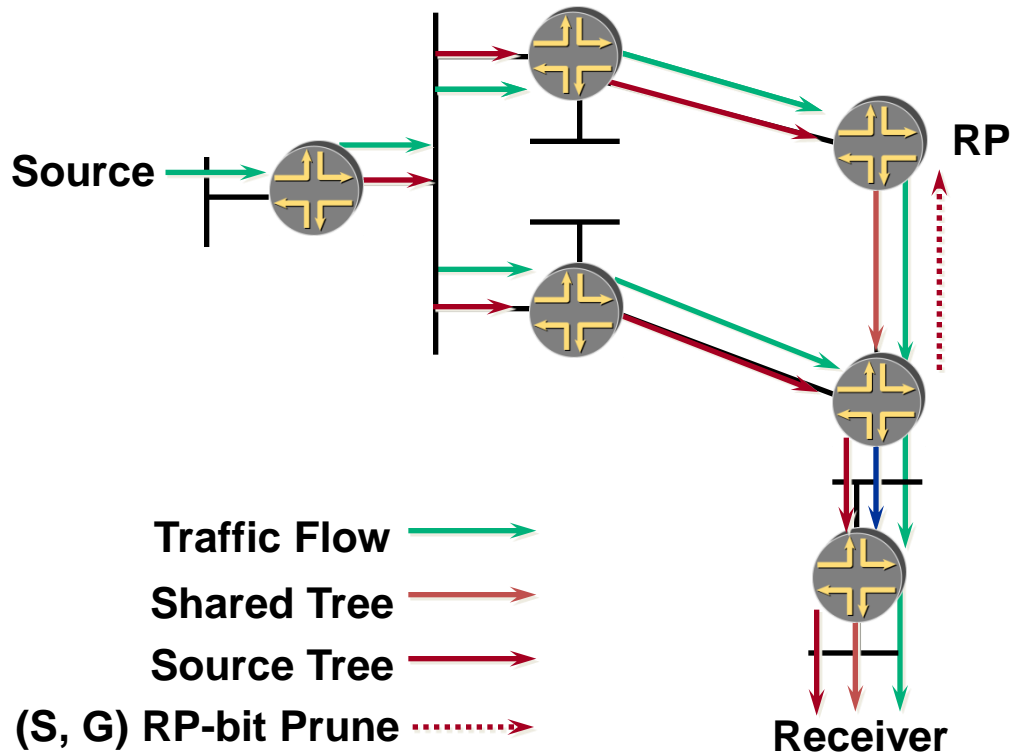 RP
Source
Traffic Flow
Shared Tree
Source Tree
(S, G) RP-bit Prune
Receiver